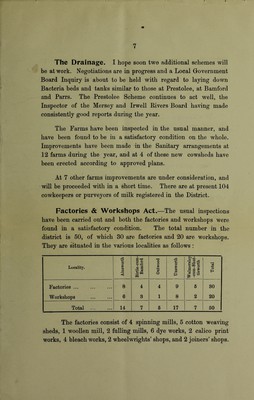 7
The Drainage. I hope soon two additional schemes will
be at work. Negotiations are in progress and a Local Government
Board Inquiry is about to be held with regard to laying down
Bacteria beds and tanks similar to those at Prestolee, at Bamford
and Parrs. The Prestolee Scheme continues to act well, the
Inspector of the Mersey and Irwell Rivers Board having made
consistently good reports during the year.
The Farms have been inspected in the usual manner, and
have been found to be in a satisfactory condition on the whole.
Improvements have been made in the Sanitary arrangements at
12 farms during the year, and at 4 of these new cowsheds have
been erected according to approved plans.
At 7 other farms improvements are under consideration, and
will be proceeded with in a short time. There are at present 104
cowkeepers or purveyors of milk registered in the District.
Factories & Workshops Act.—The usual inspections
have been carried out and both the factories and workshops were
found in a satisfactory condition. The total number in the
district is 50, of which 30 are factories and 20 are workshops.
They are situated in the various localities as follows:
Locality. Ainsworth Birtle-cum-Bamford Outwood Unsworth Walmersley-cum-Shuttleworth Total
Factories ... 8 4 4 9 5 30
Workshops 6 3 1 8 2 20
Total 14 7 5 17 7 50
The factories consist of 4 spinning mills, 5 cotton weaving
sheds, 1 woollen mill, 2 fulling mills, 6 dye works, 2 calico print
works, 4 bleach works, 2 wheelwrights' shops, and 2 joiners' shops.